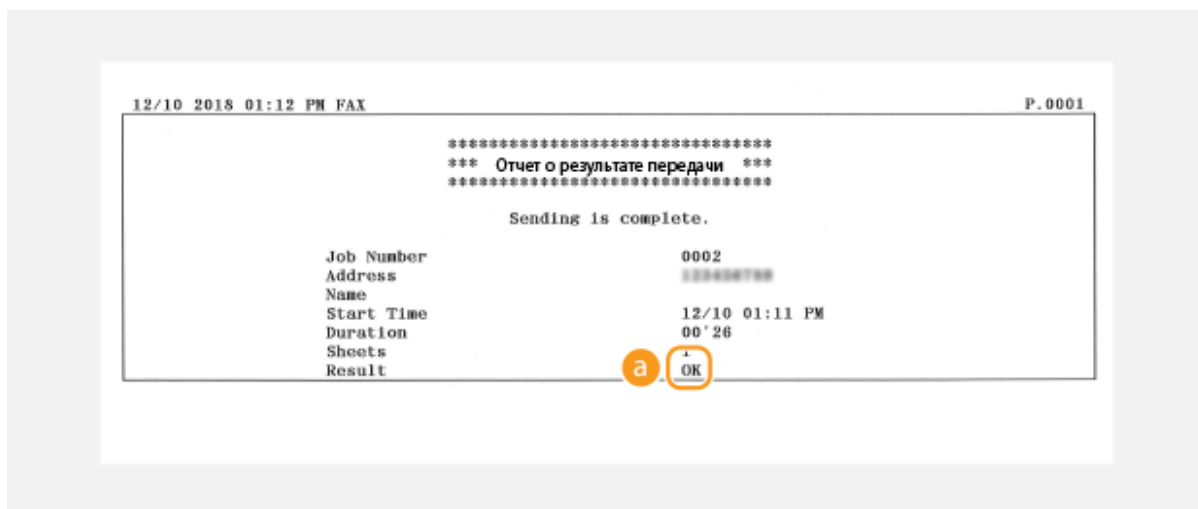 12/10 2018 01:12 PM FAX P.0001
*******************************
*** Отчет о результате передачи ***
*******************************
Sending is complete.
Job Number 0002
Address
Name
Start Time 12/10 01:11 PM
Duration 00'26
Sheets
Result a OK